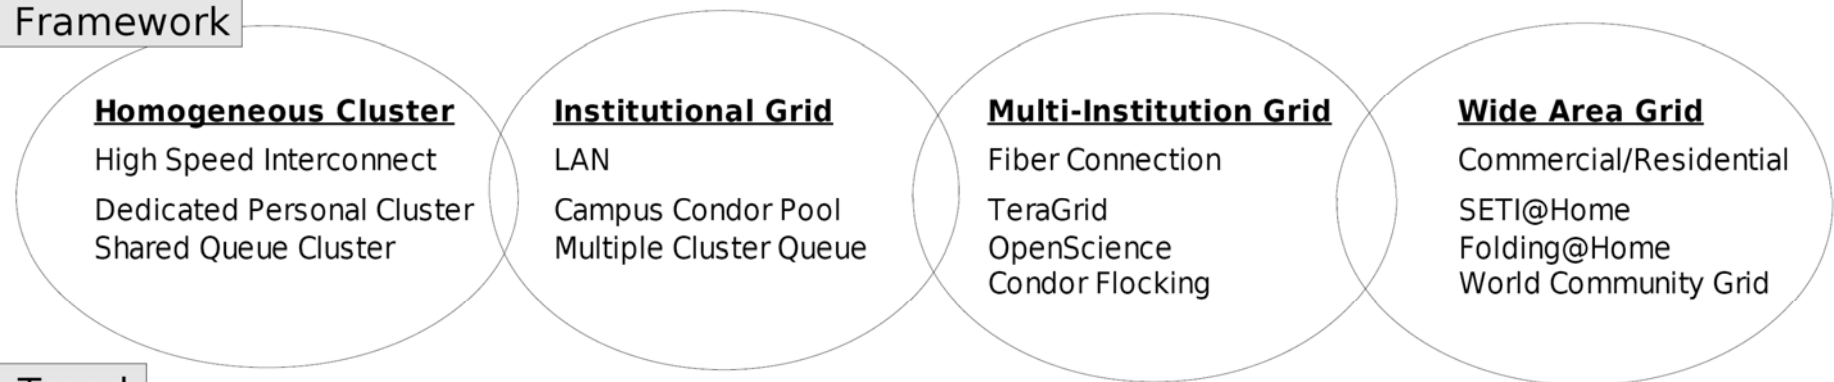 Framework
Homogeneous Cluster
High Speed Interconnect
Dedicated Personal Cluster
Shared Queue Cluster
Institutional Grid
LAN
Campus Condor Pool
Multiple Cluster Queue
Multi-Institution Grid
Fiber Connection
TeraGrid
OpenScience
Condor Flocking
Wide Area Grid
Commercial/Residential
SETI@Home
Folding@Home
World Community Grid